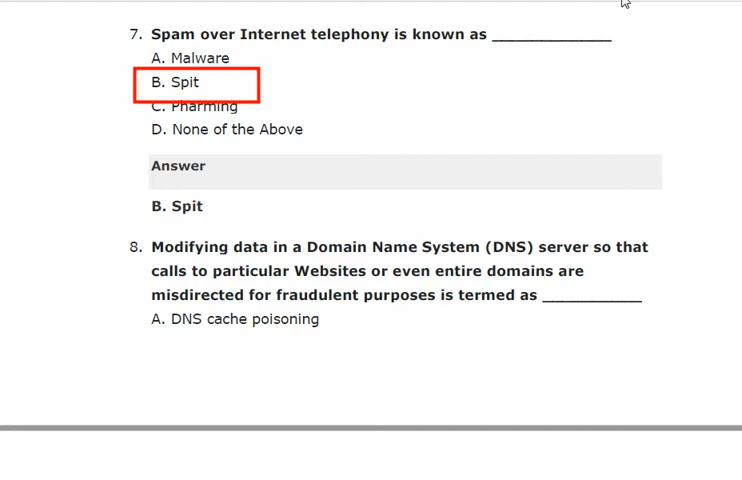 7. Spam over Internet telephony is known as ____________
A. Malware
B. Spit
C. Pharming
D. None of the Above
Answer
B. Spit
8. Modifying data in a Domain Name System (DNS) server so that
calls to particular Websites or even entire domains are
misdirected for fraudulent purposes is termed as __________
A. DNS cache poisoning